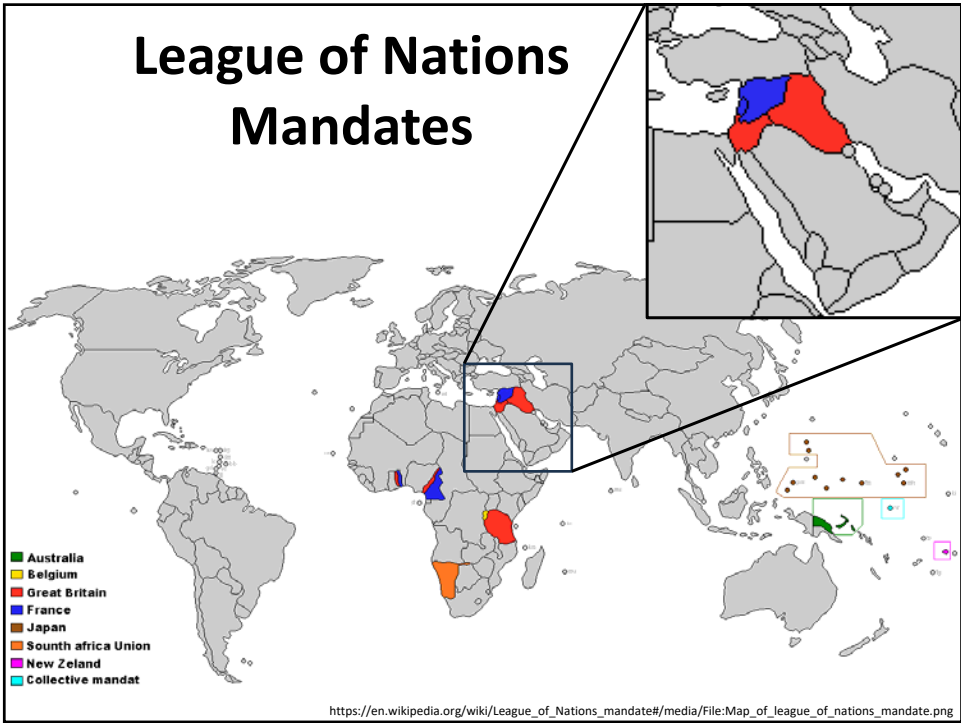 League of Nations
Mandates
Australia
Belgium
Great Britain
France
Japan
Sounth africa Union
New Zeland
Collective mandat
https://en.wikipedia.org/wiki/League_of_Nations_mandate#/media/File:Map_of_league_of_nations_mandate.png